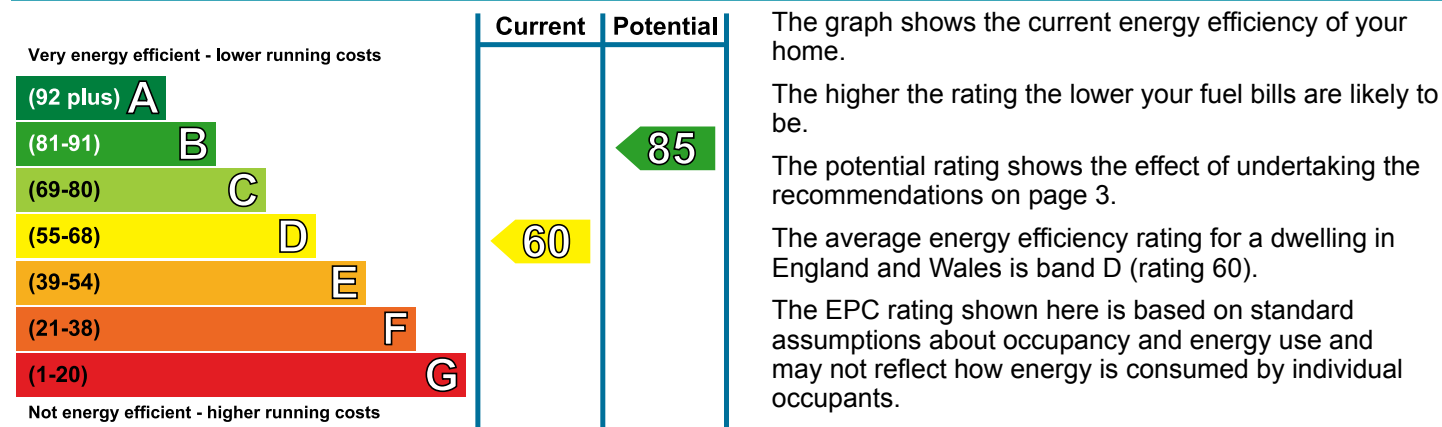 Current Potential
Very energy efficient - lower running costs
(92 plus) A
(81-91) B
85
(69-80) C
(55-68) D
60
(39-54) E
(21-38) F
(1-20) G
Not energy efficient - higher running costs
The graph shows the current energy efficiency of your
home.
The higher the rating the lower your fuel bills are likely to
be.
The potential rating shows the effect of undertaking the
recommendations on page 3.
The average energy efficiency rating for a dwelling in
England and Wales is band D (rating 60).
The EPC rating shown here is based on standard
assumptions about occupancy and energy use and
may not reflect how energy is consumed by individual
occupants.